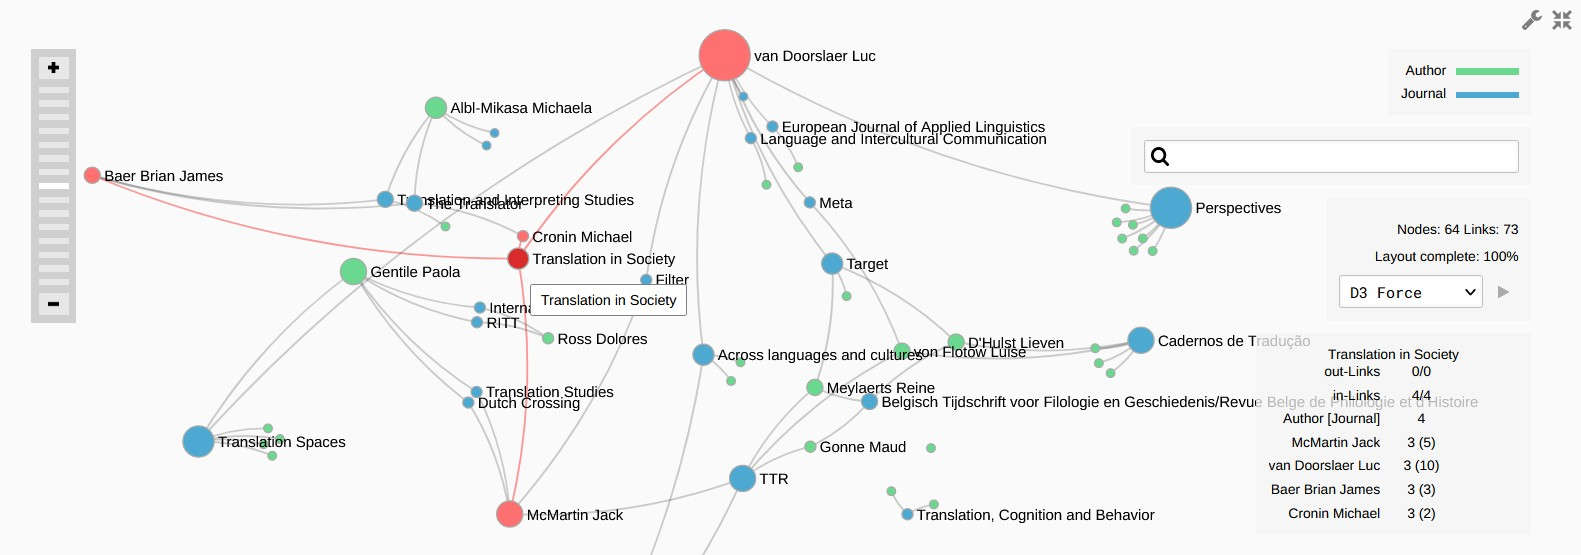 van Doorslaer Luc
Author
Journal
Albl-Mikasa Michaela
European Journal of Applied Linguistics
Language and Intercultural Communication
Baer Brian James
Translation and Interpreting Studies
The Translator
Meta
Perspectives
Cronin Michael
Nodes: 64 Links: 73
Translation in Society
Layout complete: 100%
Gentile Paola
Target
Filter
D3 Force
Translation in Society
RITT
Ross Dolores
D'Hulst Lieven
Cadernos de Tradução
von Flotow Luise
Across languages and cultures
Translation in Society
out-Links 0/0
Meylaerts Reine
Translation Studies
in-Links 4/4
Dutch Crossing
Belgisch Tijdschrift voor Filologie en Geschiedenis/Revue Belge de Philologie et d'Histoire
Author [Journal] 4
Translation Spaces
McMartin Jack 3 (5)
Gonne Maud
van Doorslaer Luc 3 (10)
TTR
Baer Brian James 3 (3)
McMartin Jack
Translation, Cognition and Behavior
Cronin Michael 3 (2)